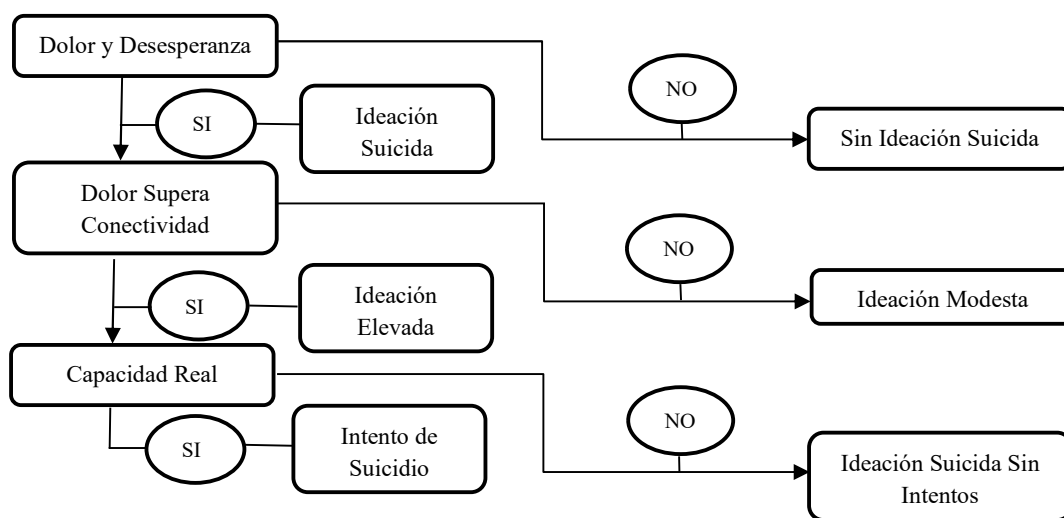 Dolor y Desesperanza
NO
SI
Ideación
Suicida
Sin Ideación Suicida
Dolor Supera
Conectividad
NO
SI
Ideación
Elevada
Ideación Modesta
Capacidad Real
NO
SI
Intento de
Suicidio
Ideación Suicida Sin
Intentos